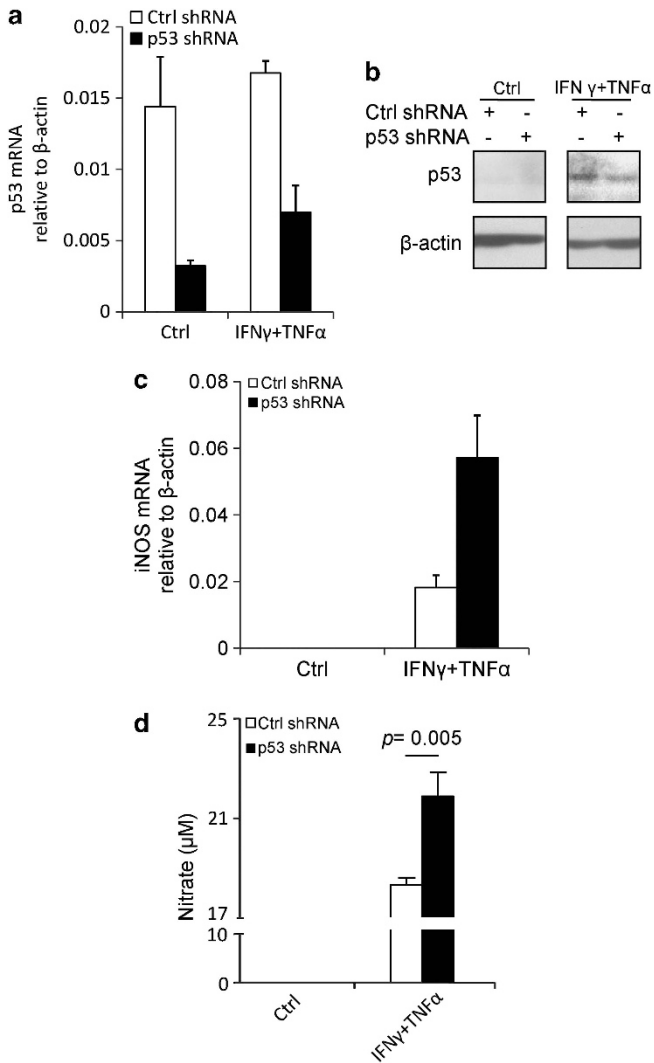 a
p53 mRNA
relative to β-actin
0.02
0.015
0.01
0.005
0
Ctrl shRNA
p53 shRNA
Ctrl
IFNγ+TNFα
b
Ctrl
IFN γ+TNFα
Ctrl shRNA + - + -
p53 shRNA - + - +
p53
β-actin
c
iNOS mRNA
relative to β-actin
0.08
0.06
0.04
0.02
0
Ctrl shRNA
p53 shRNA
Ctrl
IFNγ+TNFα
d
Nitrate (μM)
25
21
17
10
0
Ctrl shRNA
p53 shRNA
p= 0.005
Ctrl
IFNγ+TNFα